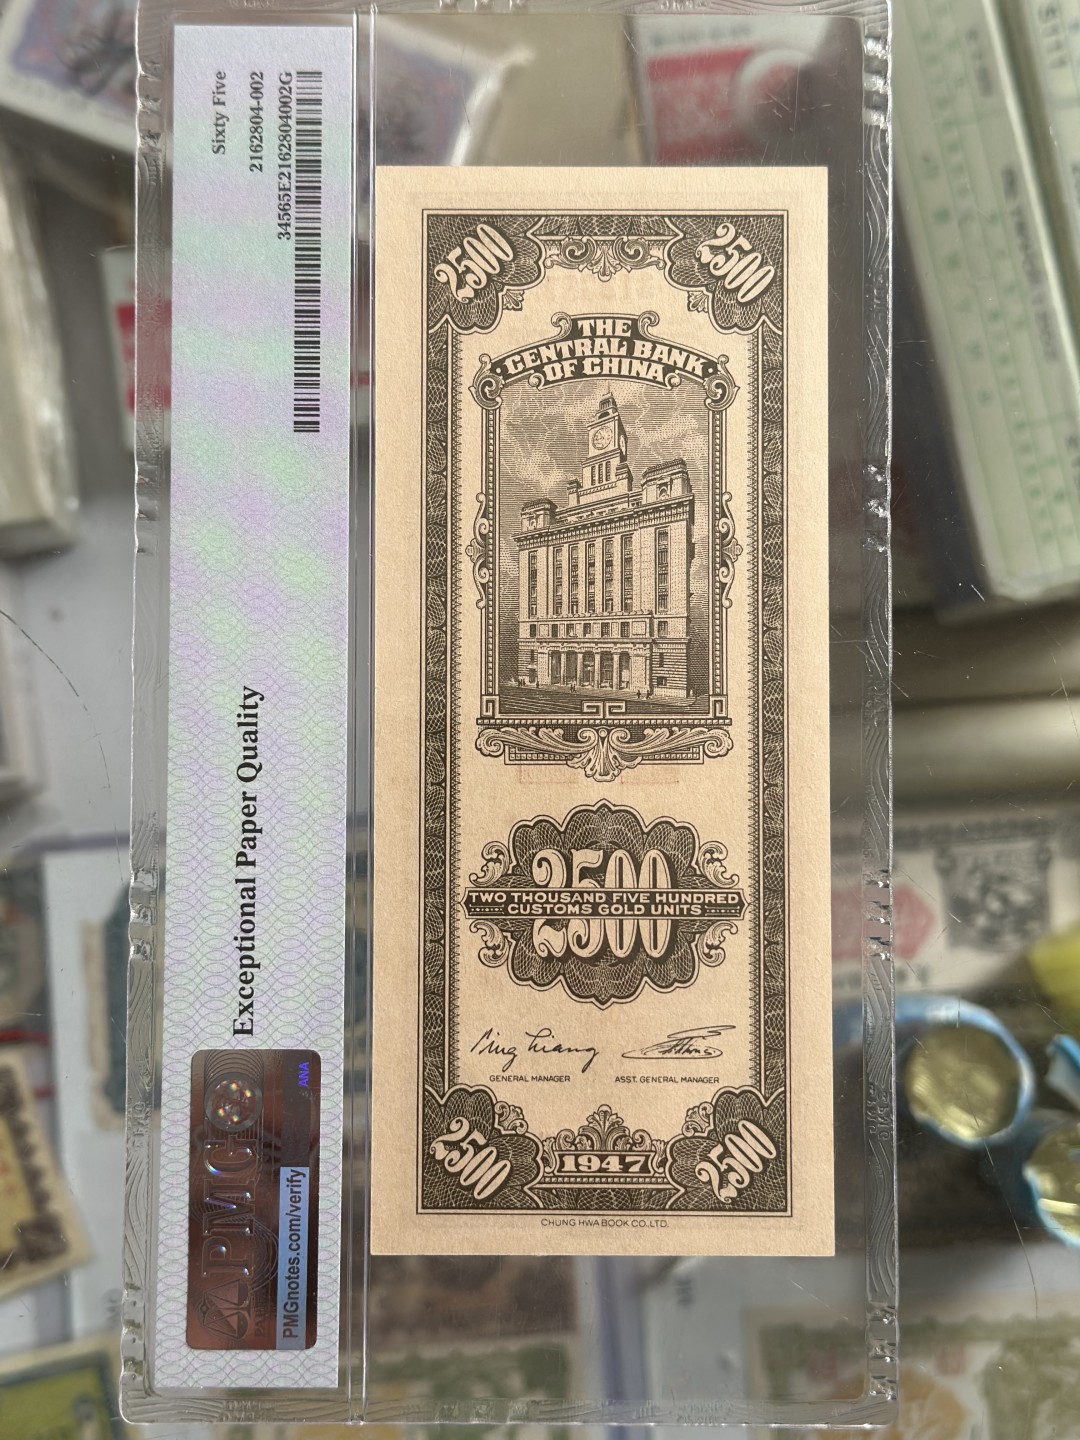 Sixty Five
2162804-002
34565E2162804002G
Exceptional Paper Quality
ANA
PMG
PMGnotes.com/verify
2500
2500
THE
CENTRAL BANK
OF CHINA
2500
TWO THOUSAND FIVE HUNDRED
CUSTOMS GOLD UNITS
GENERAL MANAGER
ASST. GENERAL MANAGER
2500
1947
2500
CHUNG HWA BOOK CO.,LTD.